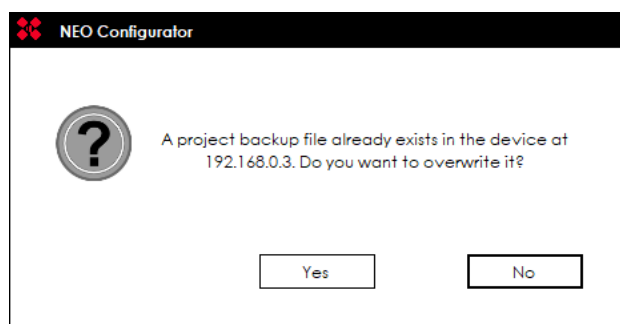 NEO Configurator
A project backup file already exists in the device at
192.168.0.3. Do you want to overwrite it?
Yes
No